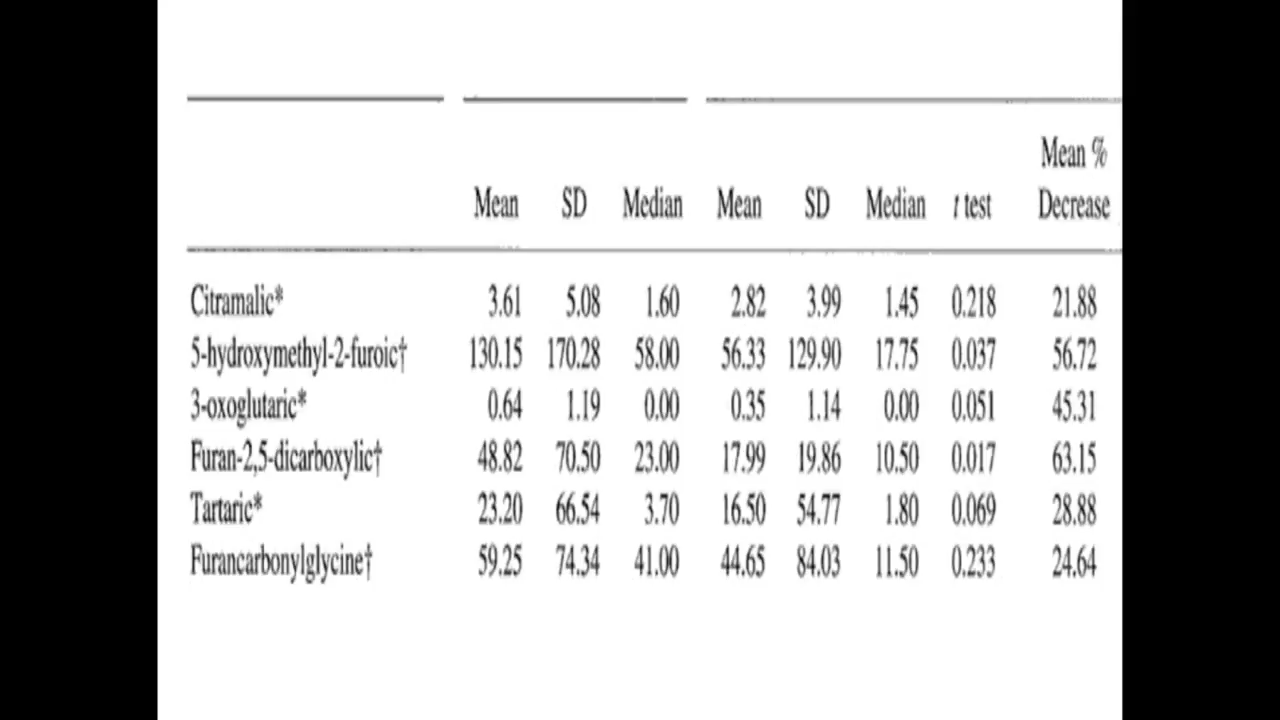 Mean %
Mean SD Median Mean SD Median t test Decrease
Citramalic* 3.61 5.08 1.60 2.82 3.99 1.45 0.218 21.88
5-hydroxymethyl-2-furoic† 130.15 170.28 58.00 56.33 129.90 17.75 0.037 56.72
3-oxoglutaric* 0.64 1.19 0.00 0.35 1.14 0.00 0.051 45.31
Furan-2,5-dicarboxylic† 48.82 70.50 23.00 17.99 19.86 10.50 0.017 63.15
Tartaric* 23.20 66.54 3.70 16.50 54.77 1.80 0.069 28.88
Furancarbonylglycine† 59.25 74.34 41.00 44.65 84.03 11.50 0.233 24.64